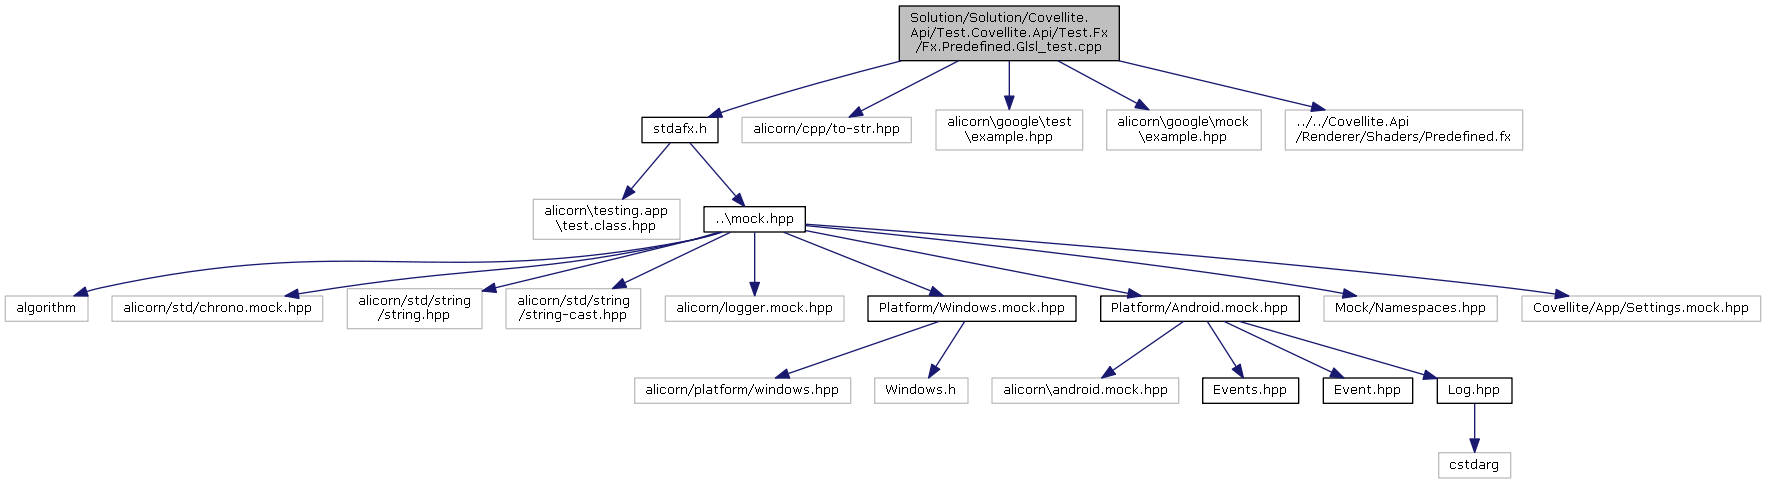 Solution/Solution/Covellite.
Api/Test.Covellite.Api/Test.Fx
/Fx.Predefined.Glsl_test.cpp
stdafx.h
alicorn/cpp/to-str.hpp
alicorn\google\test
\example.hpp
alicorn\google\mock
\example.hpp
../../Covellite.Api
/Renderer/Shaders/Predefined.fx
alicorn\testing.app
\test.class.hpp
..\mock.hpp
algorithm
alicorn/std/chrono.mock.hpp
alicorn/std/string
/string.hpp
alicorn/std/string
/string-cast.hpp
alicorn/logger.mock.hpp
Platform/Windows.mock.hpp
Platform/Android.mock.hpp
Mock/Namespaces.hpp
Covellite/App/Settings.mock.hpp
alicorn/platform/windows.hpp
Windows.h
alicorn\android.mock.hpp
Events.hpp
Event.hpp
Log.hpp
cstdarg